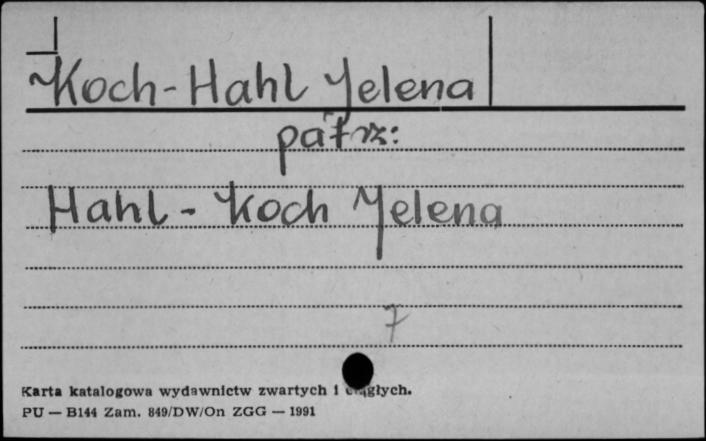 Koch-Hahl Jelena
patrz:
Hahl - Koch Jelena
7
Karta katalogowa wydawnictw zwartych i ciągłych.
PU — B144 Zam. 849/DW/On ZGG — 1991